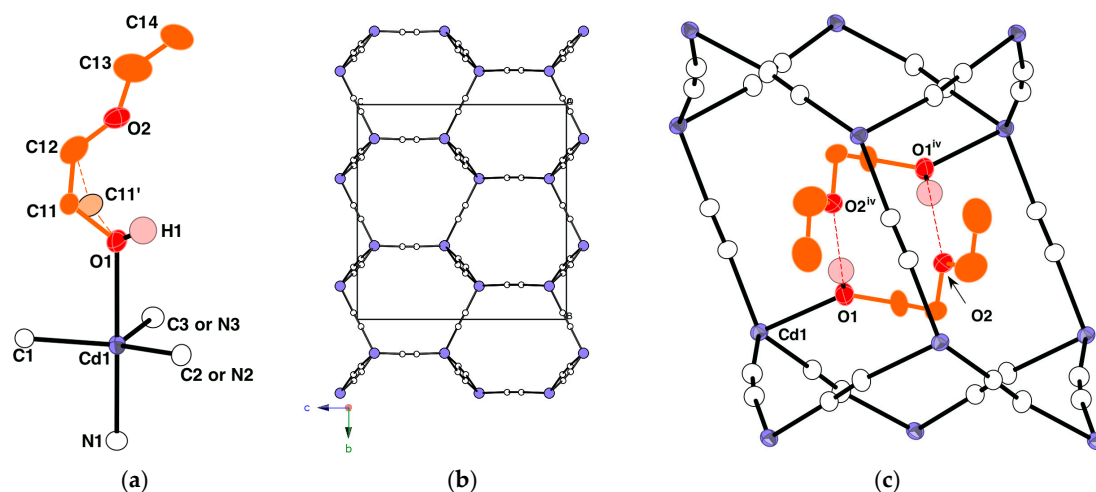 C14
C13
O2
C12
C11'
C11
H1
O1
C3 or N3
C1
Cd1
C2 or N2
N1
(a)
C
A
B
c
b
(b)
O1iv
O2iv
O1
O2
Cd1
(c)